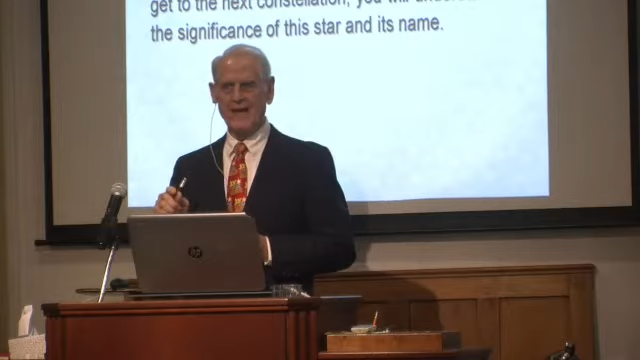 get to the next constellation, you will
the significance of this star and its name.
hp